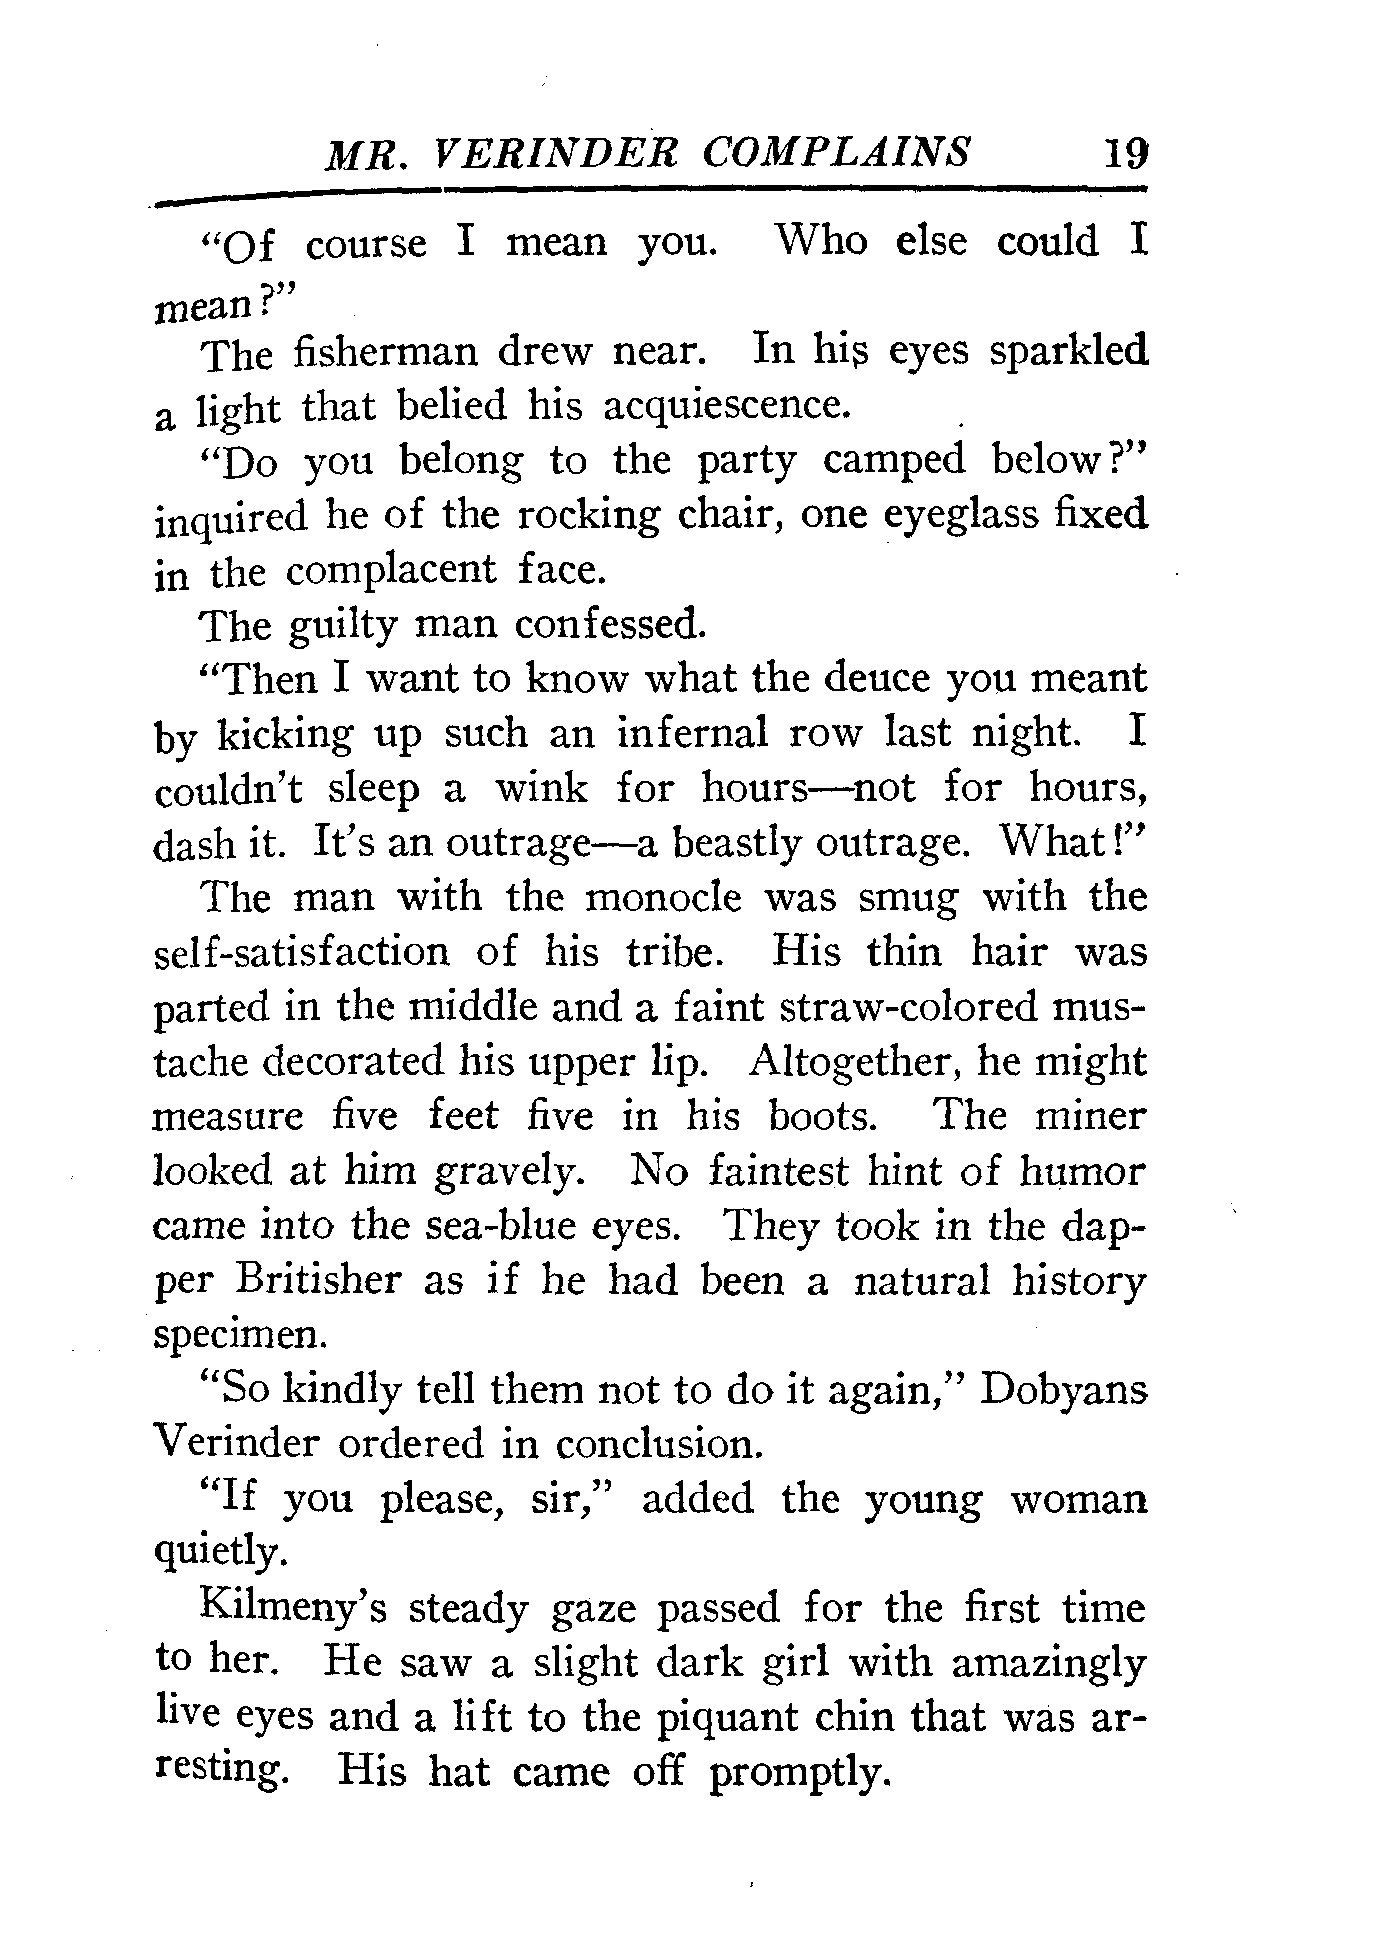 MR. VERINDER COMPLAINS 19
“Of course I mean you. Who else could I
mean?”
The fisherman drew near. In his eyes sparkled
a light that belied his acquiescence.
“Do you belong to the party camped below?”
inquired he of the rocking chair, one eyeglass fixed
in the complacent face.
The guilty man confessed.
“Then I want to know what the deuce you meant
by kicking up such an infernal row last night. I
couldn’t sleep a wink for hours—not for hours,
dash it. It’s an outrage—a beastly outrage. What!”
The man with the monocle was smug with the
self-satisfaction of his tribe. His thin hair was
parted in the middle and a faint straw-colored mus-
tache decorated his upper lip. Altogether, he might
measure five feet five in his boots. The miner
looked at him gravely. No faintest hint of humor
came into the sea-blue eyes. They took in the dap-
per Britisher as if he had been a natural history
specimen.
“So kindly tell them not to do it again,” Dobyans
Verinder ordered in conclusion.
“If you please, sir,” added the young woman
quietly.
Kilmeny’s steady gaze passed for the first time
to her. He saw a slight dark girl with amazingly
live eyes and a lift to the piquant chin that was ar-
resting. His hat came off promptly.